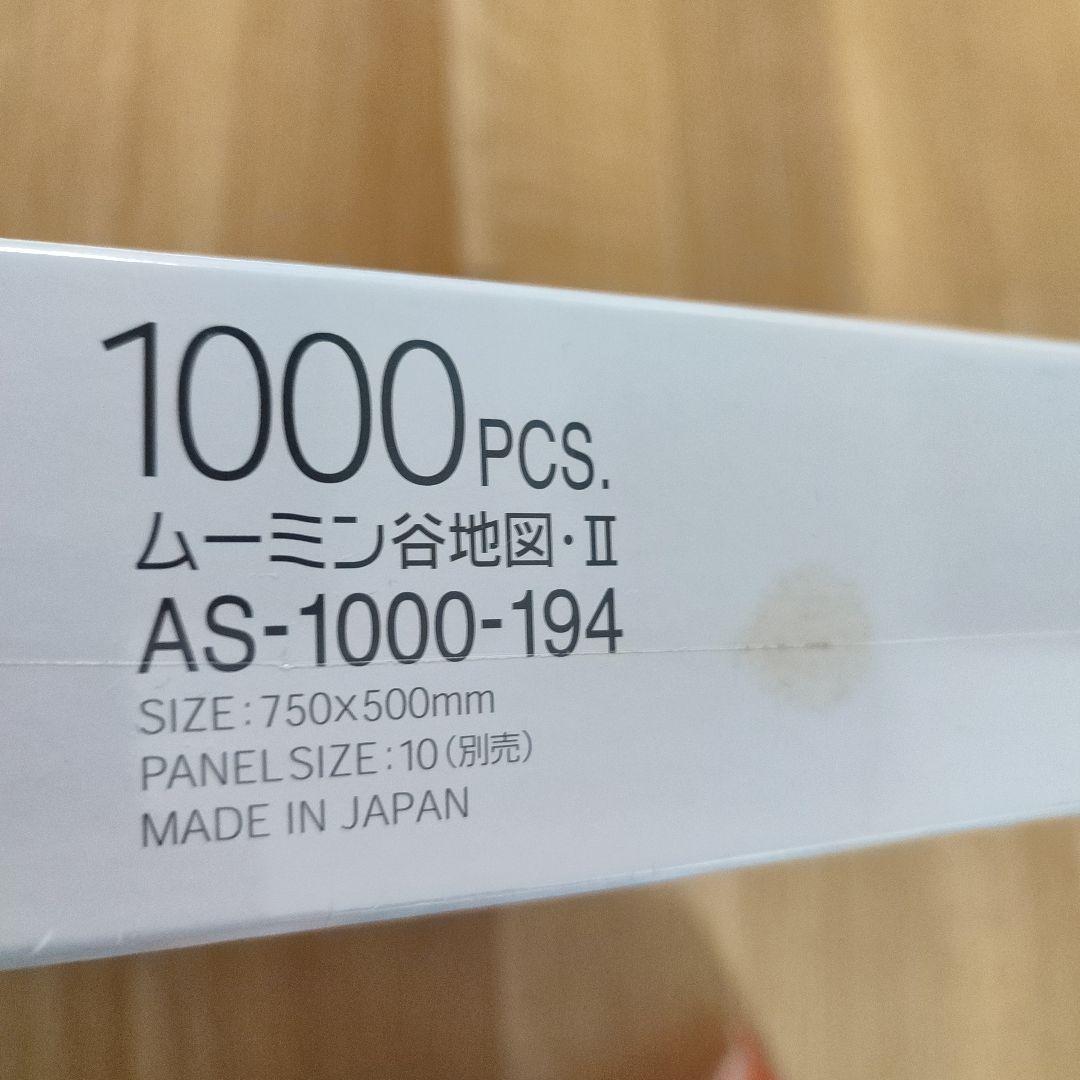 1000PCS.
ムーミン谷地図・Ⅱ
AS-1000-194
SIZE:750X500mm
PANEL SIZE:10(別売)
MADE IN JAPAN